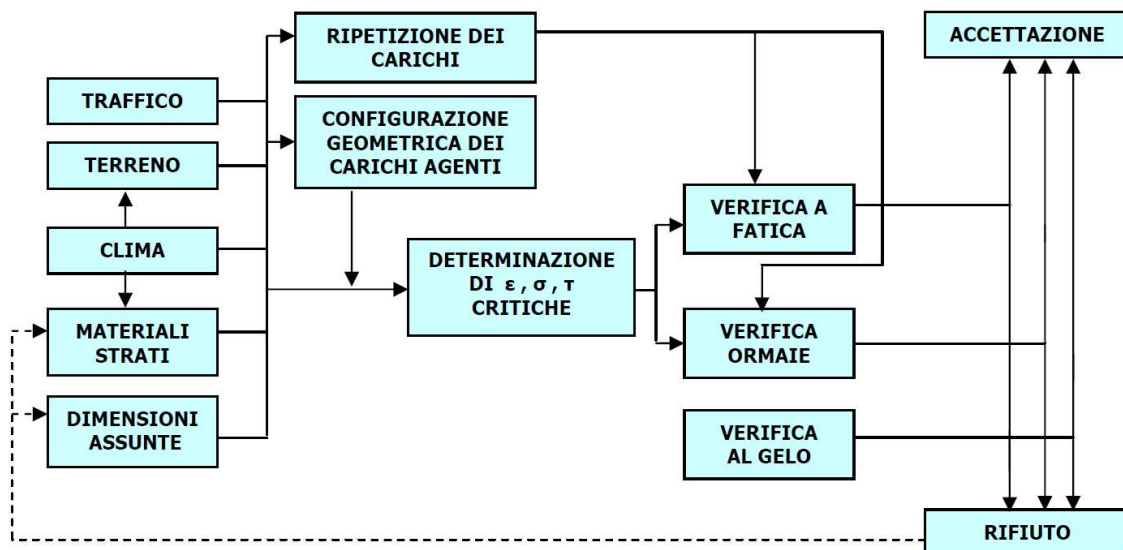 RIPETIZIONE DEI
CARICHI
ACCETTAZIONE
TRAFFICO
CONFIGURAZIONE
GEOMETRICA DEI
CARICHI AGENTI
TERRENO
VERIFICA A
FATICA
CLIMA
DETERMINAZIONE
DI ε , σ , τ
CRITICHE
MATERIALI
STRATI
VERIFICA
ORMAIE
DIMENSIONI
ASSUNTE
VERIFICA
AL GELO
RIFIUTO